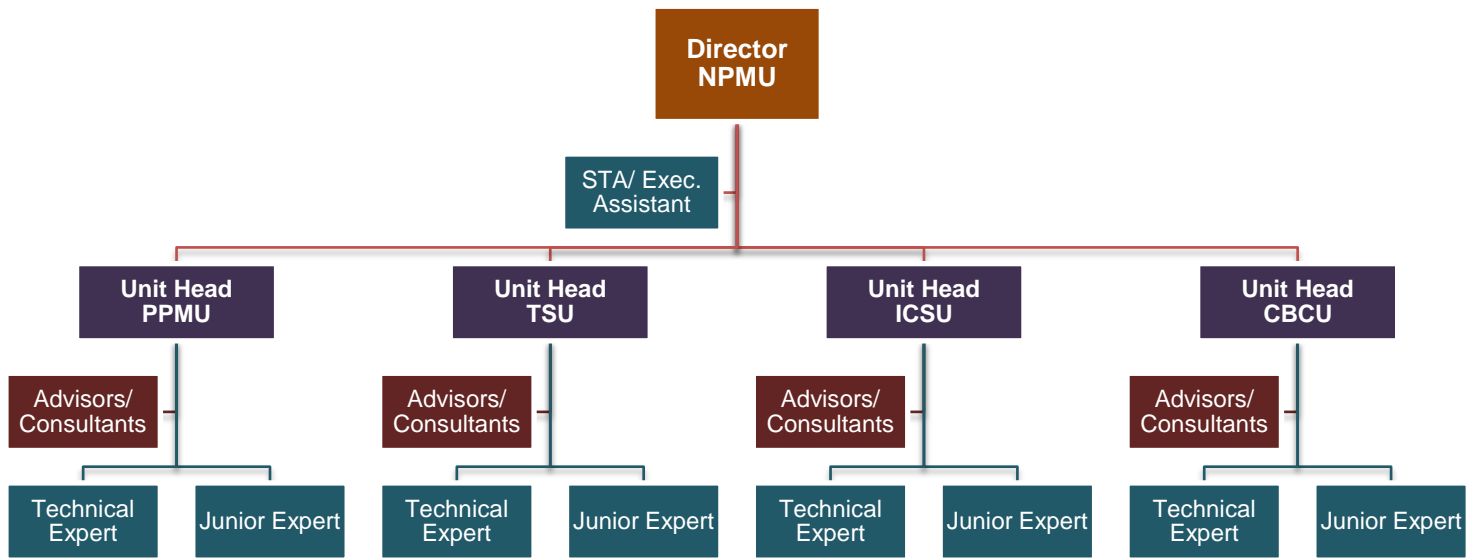 Director
NPMU
STA/ Exec.
Assistant
Unit Head
PPMU
Unit Head
TSU
Unit Head
ICSU
Unit Head
CBCU
Advisors/
Consultants
Advisors/
Consultants
Advisors/
Consultants
Advisors/
Consultants
Technical
Expert
Junior Expert
Technical
Expert
Junior Expert
Technical
Expert
Junior Expert
Technical
Expert
Junior Expert